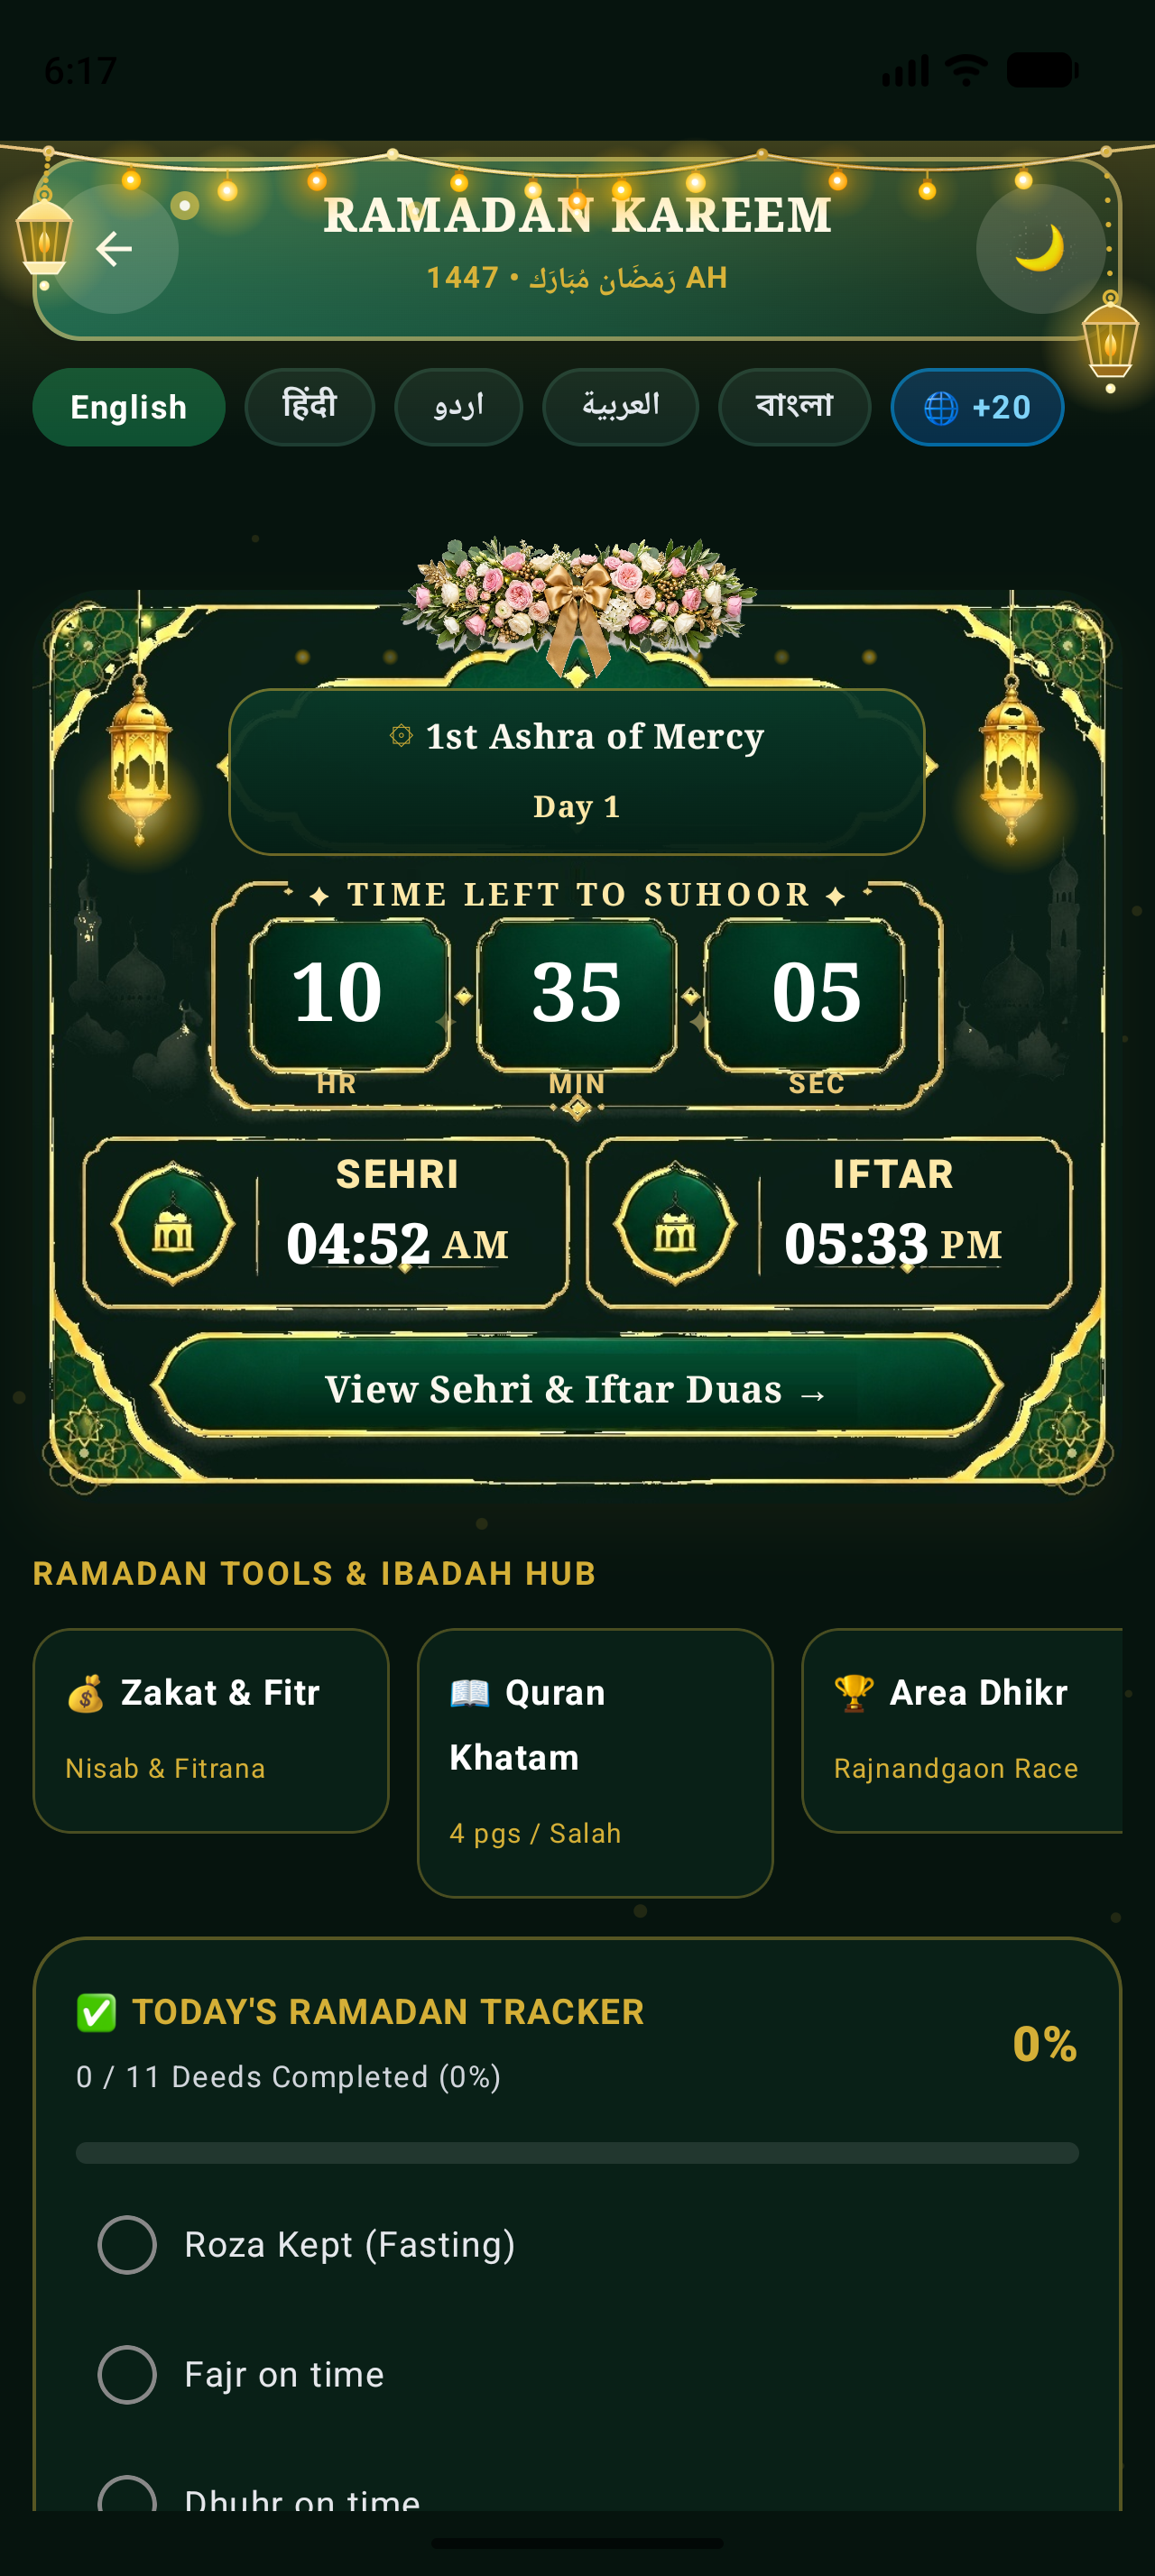 6:17
RAMADAN KAREEM
1447 • رَمَضَان مُبَارَك AH
English
हिंदी
اردو
العربية
বাংলা
+20
1st Ashra of Mercy
Day 1
TIME LEFT TO SUHOOR
10 35 05
HR MIN SEC
SEHRI
04:52 AM
IFTAR
05:33 PM
View Sehri & Iftar Duas →
RAMADAN TOOLS & IBADAH HUB
Zakat & Fitr
Nisab & Fitrana
Quran
Khatam
4 pgs / Salah
Area Dhikr
Rajnandgaon Race
TODAY'S RAMADAN TRACKER
0 / 11 Deeds Completed (0%)
0%
Roza Kept (Fasting)
Fajr on time
Dhuhr on time